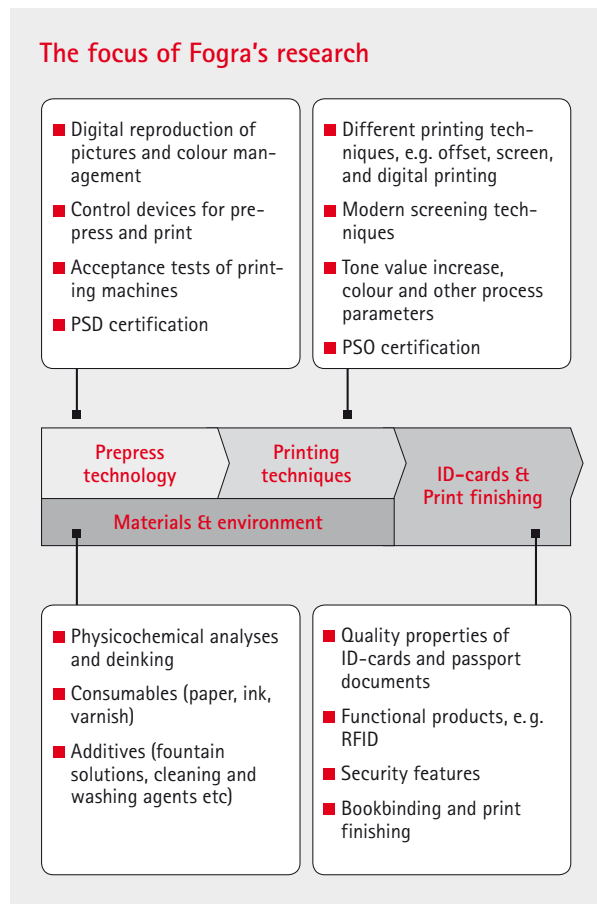 The focus of Fogra's research
Digital reproduction of
pictures and colour man-
agement
Control devices for pre-
press and print
Acceptance tests of print-
ing machines
PSD certification
Different printing tech-
niques, e.g. offset, screen,
and digital printing
Modern screening tech-
niques
Tone value increase,
colour and other process
parameters
PSO certification
Prepress
technology
Printing
techniques
ID-cards &
Print finishing
Materials & environment
Physicochemical analyses
and deinking
Consumables (paper, ink,
varnish)
Additives (fountain
solutions, cleaning and
washing agents etc)
Quality properties of
ID-cards and passport
documents
Functional products, e. g.
RFID
Security features
Bookbinding and print
finishing